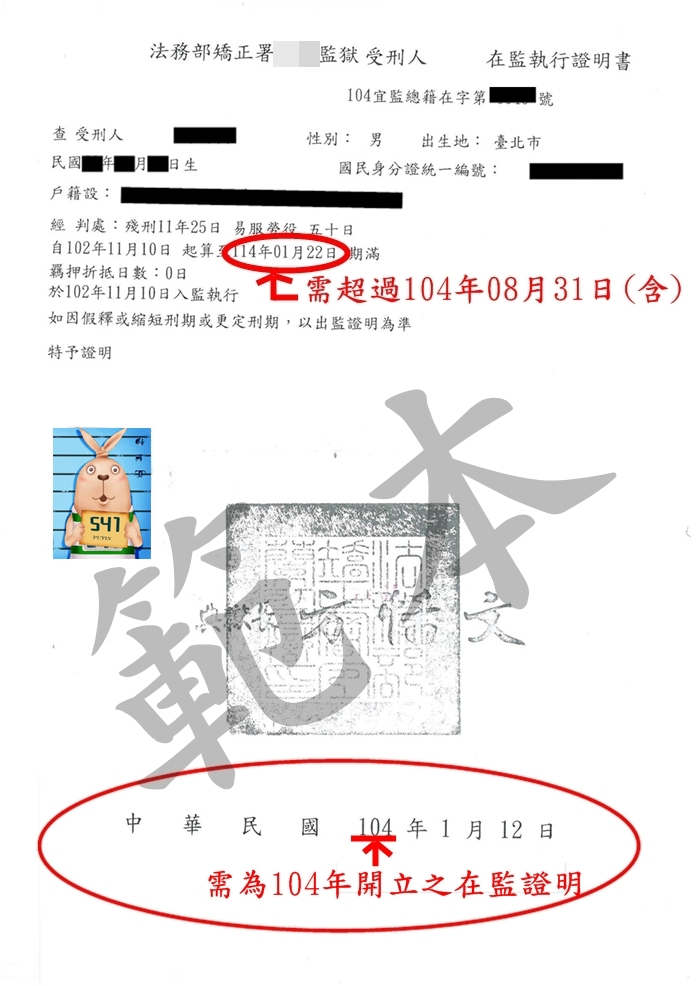 法務部矯正署 監獄 受刑人 在監執行證明書
104宜監總籍在字第 號
查 受刑人 性別: 男 出生地: 臺北市
民國 年 月 日生 國民身分證統一編號:
戶籍設:
經 判處:殘刑11年25日 易服勞役 五十日
自102年11月10日 起算至114年01月22日 期滿
羈押折抵日數:0日
需超過104年08月31日(含)
於102年11月10日入監執行
如因假釋或縮短刑期或更定刑期,以出監證明為準
特予證明
541
PUTIN
範本
典獄長 方 偌 文
中 華 民 國 104 年 1 月 12 日
需為104年開立之在監證明